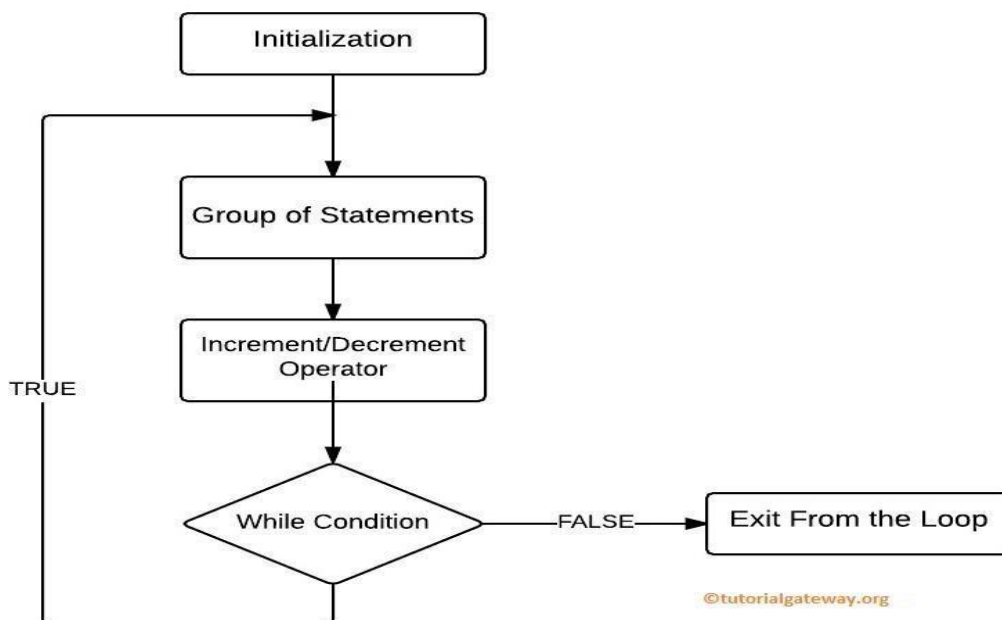 Initialization
Group of Statements
Increment/Decrement
Operator
TRUE
While Condition
FALSE
Exit From the Loop
©tutorialgateway.org